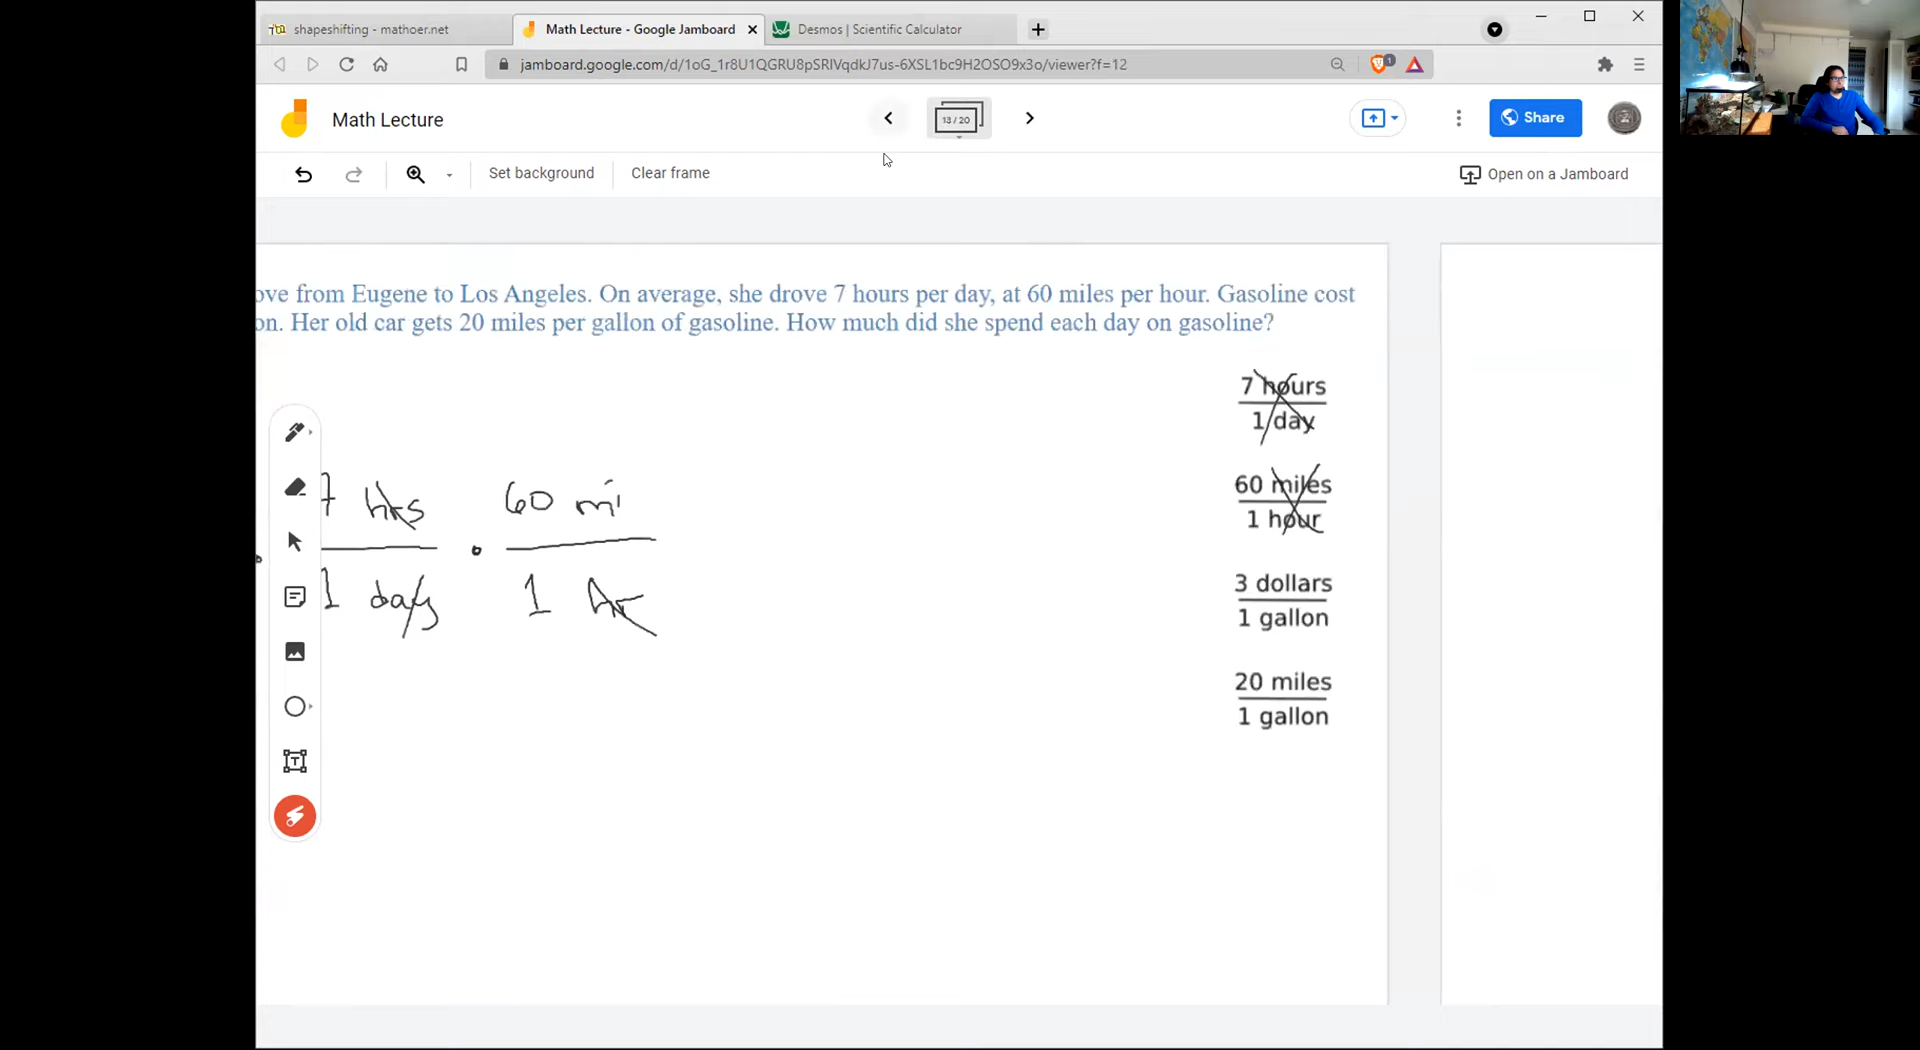 shapeshifting - mathoer.net
Math Lecture - Google Jamboard
Desmos | Scientific Calculator
jamboard.google.com/d/1oG_1r8U1QGRU8pSRIVqdkJ7us-6XSL1bc9H2OSO9x3o/viewer?f=12
1
Math Lecture
13 / 20
Share
Set background
Clear frame
Open on a Jamboard
ove from Eugene to Los Angeles. On average, she drove 7 hours per day, at 60 miles per hour. Gasoline cost
on. Her old car gets 20 miles per gallon of gasoline. How much did she spend each day on gasoline?
7 hrs
60 mi
1 days
1 hr
7 hours
1 day
60 miles
1 hour
3 dollars
1 gallon
20 miles
1 gallon